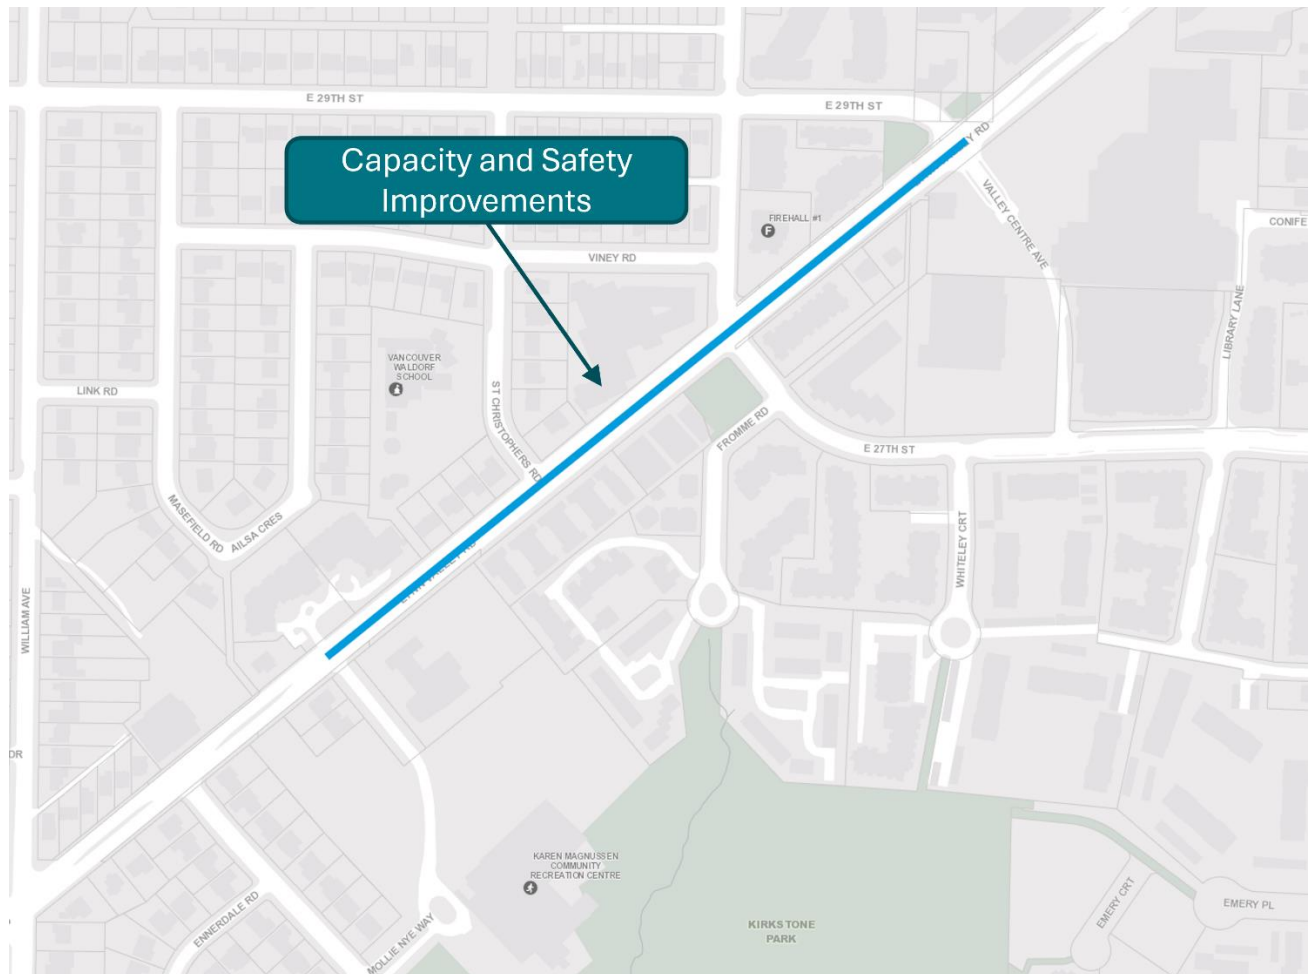 E 29TH ST
E 29TH ST
Capacity and Safety
Improvements
VALLEY CENTRE AVE
FIREHALL #1
F
CONIFE
VINEY RD
LIBRARY LANE
VANCOUVER
WALDORF
SCHOOL
LINK RD
ST CHRISTOPHERS RD
FROMME RD
E 27TH ST
MASEFIELD RD
AILSA CRES
WHITELEY CRT
WILLIAM AVE
DR
KAREN MAGNUSSEN
COMMUNITY
RECREATION CENTRE
ENNERDALE RD
MOLLIE NYE WAY
KIRKSTONE
PARK
EMERY CRT
EMERY PL